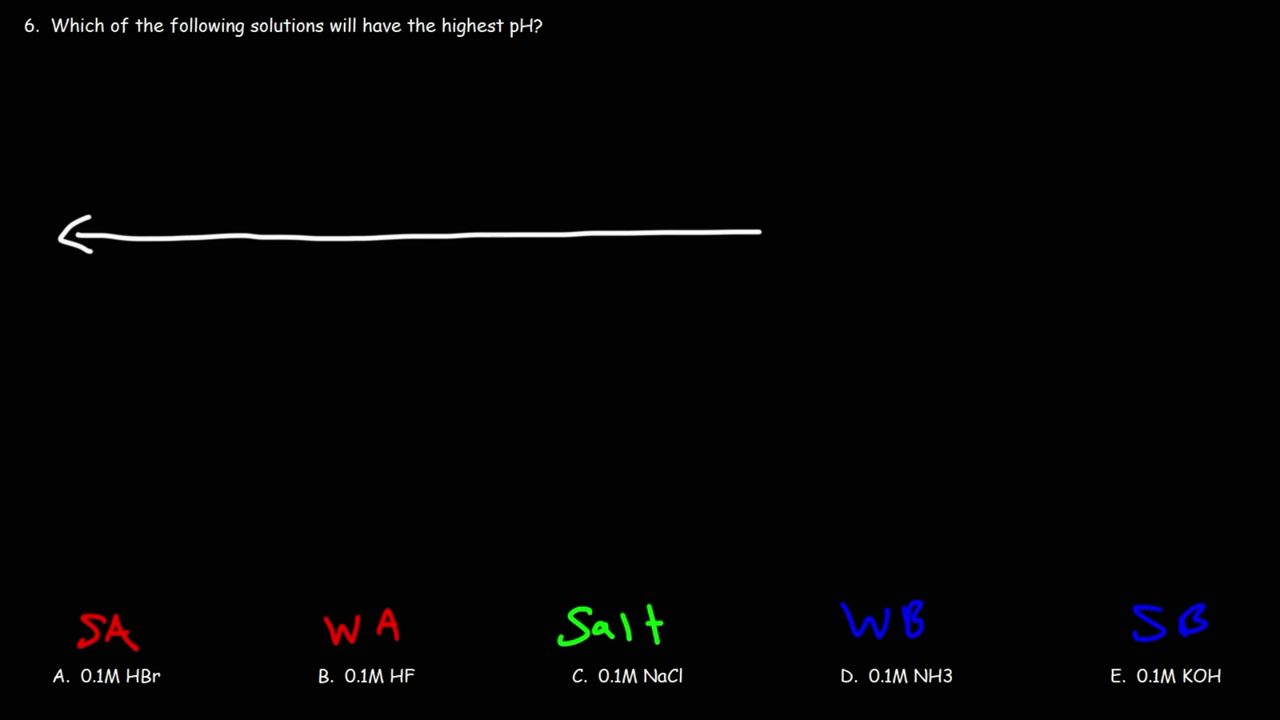 6. Which of the following solutions will have the highest pH?
SA WA Salt WB SB
A. 0.1M HBr B. 0.1M HF C. 0.1M NaCl D. 0.1M NH3 E. 0.1M KOH